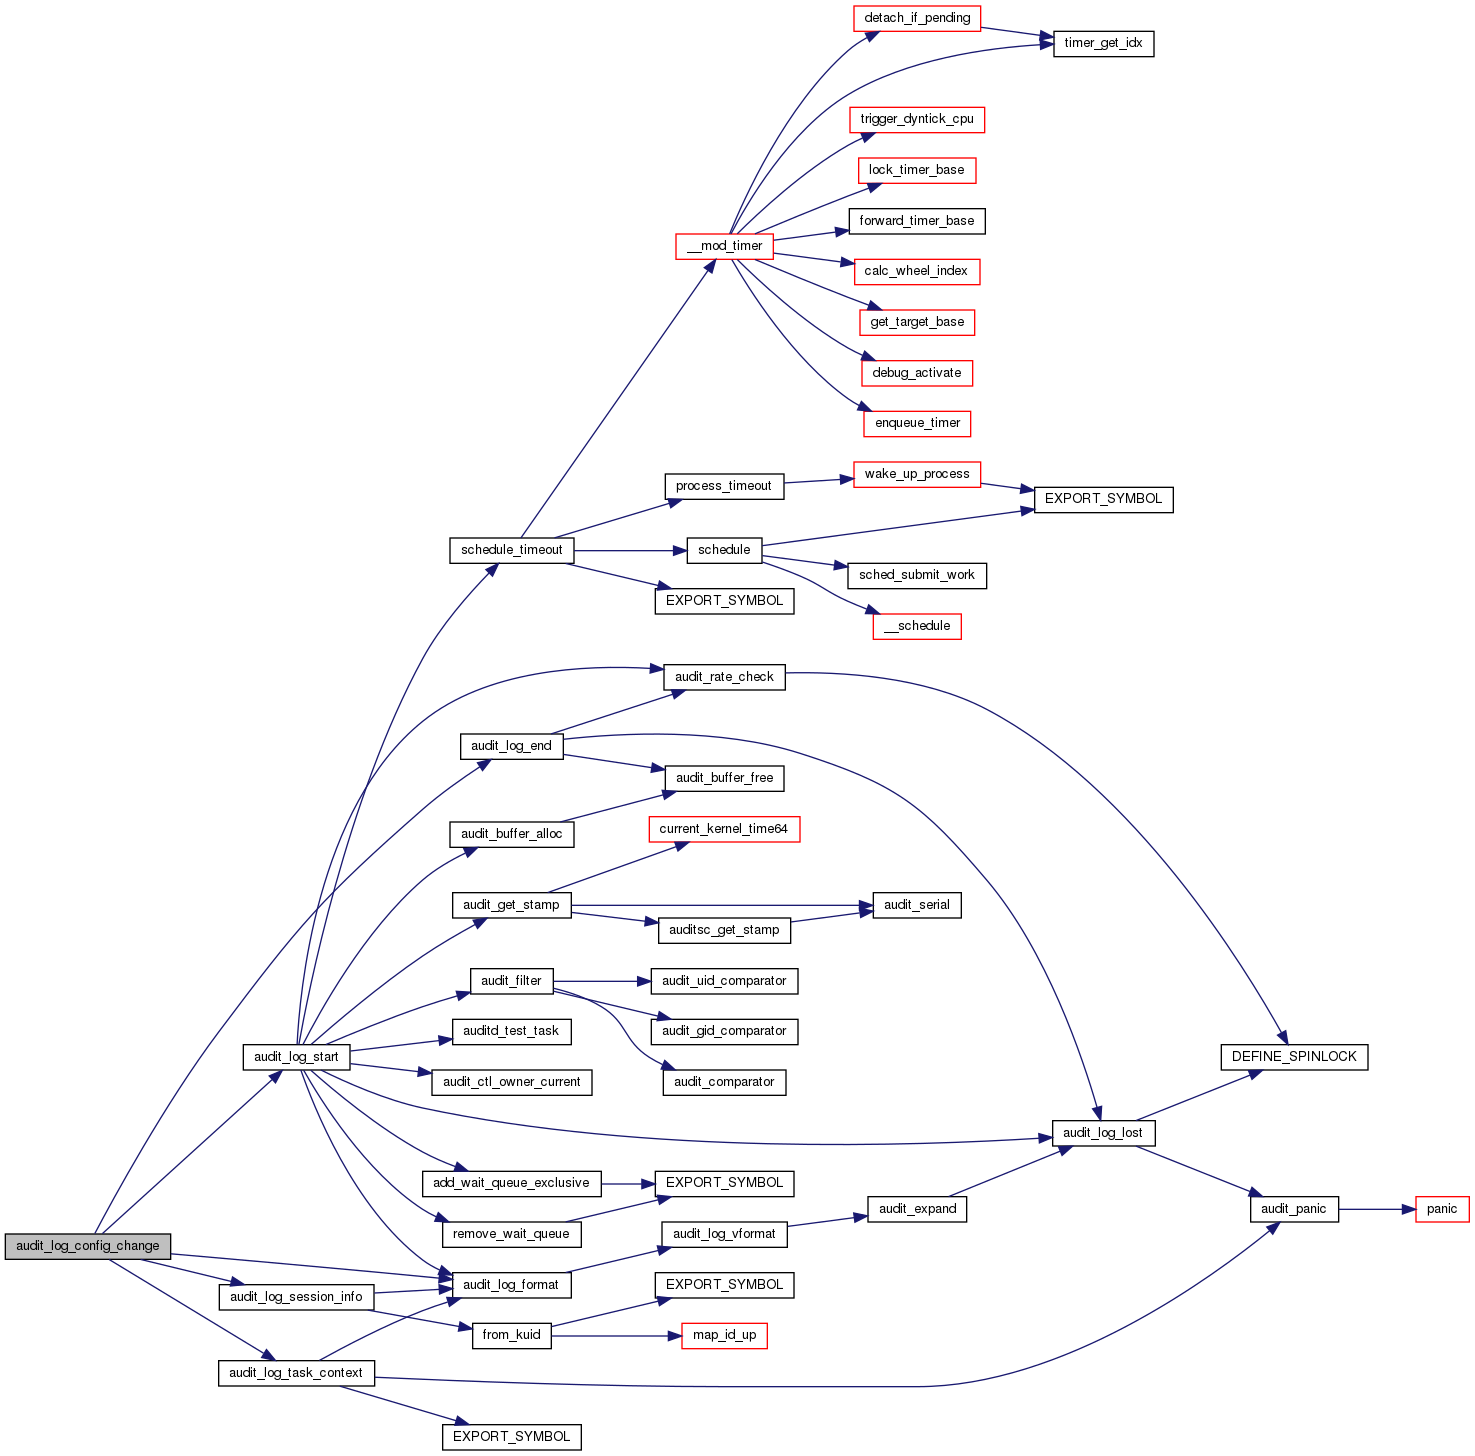 detach_if_pending
timer_get_idx
trigger_dyntick_cpu
lock_timer_base
forward_timer_base
__mod_timer
calc_wheel_index
get_target_base
debug_activate
enqueue_timer
wake_up_process
process_timeout
EXPORT_SYMBOL
schedule_timeout
schedule
sched_submit_work
EXPORT_SYMBOL
__schedule
audit_rate_check
audit_log_end
audit_buffer_free
audit_buffer_alloc
current_kernel_time64
audit_get_stamp
audit_serial
auditsc_get_stamp
audit_filter
audit_uid_comparator
auditd_test_task
audit_gid_comparator
audit_log_start
DEFINE_SPINLOCK
audit_ctl_owner_current
audit_comparator
audit_log_lost
add_wait_queue_exclusive
EXPORT_SYMBOL
audit_expand
audit_panic
panic
remove_wait_queue
audit_log_vformat
audit_log_config_change
audit_log_format
EXPORT_SYMBOL
audit_log_session_info
from_kuid
map_id_up
audit_log_task_context
EXPORT_SYMBOL